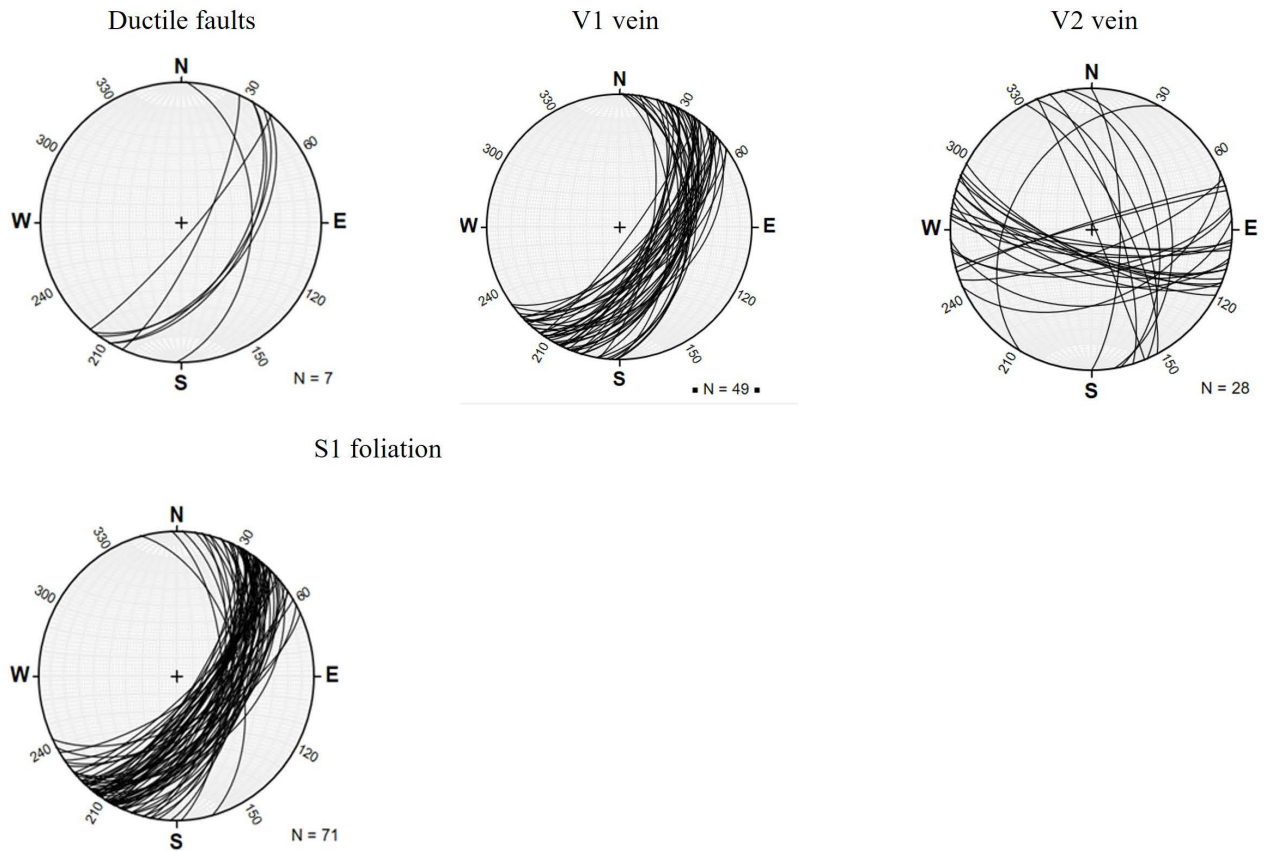 Ductile faults
N
330
30
300
60
W
E
240
120
210
150
S
N = 7
V1 vein
N
330
30
300
60
W
E
240
120
210
150
S
▪ N = 49 ▪
V2 vein
N
330
30
300
60
W
E
240
120
210
150
S
N = 28
S1 foliation
N
330
30
300
60
W
E
240
120
210
150
S
N = 71